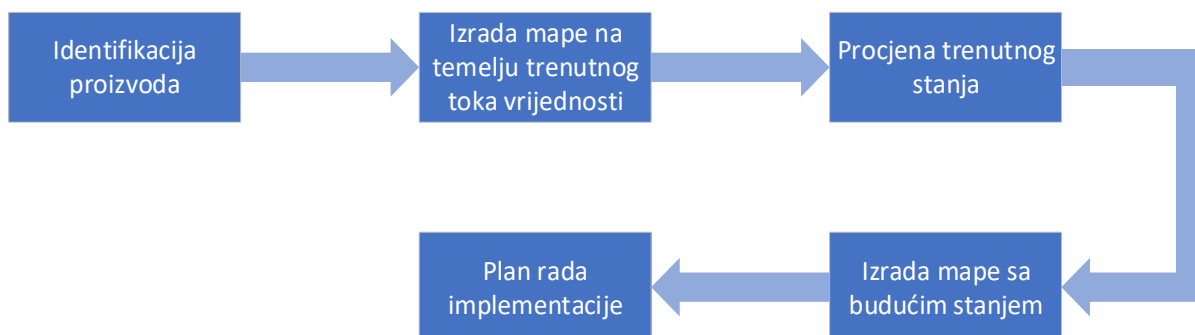 Identifikacija
proizvoda
Izrada mape na
temelju trenutnog
toka vrijednosti
Procjena trenutnog
stanja
Izrada mape sa
budućim stanjem
Plan rada
implementacije